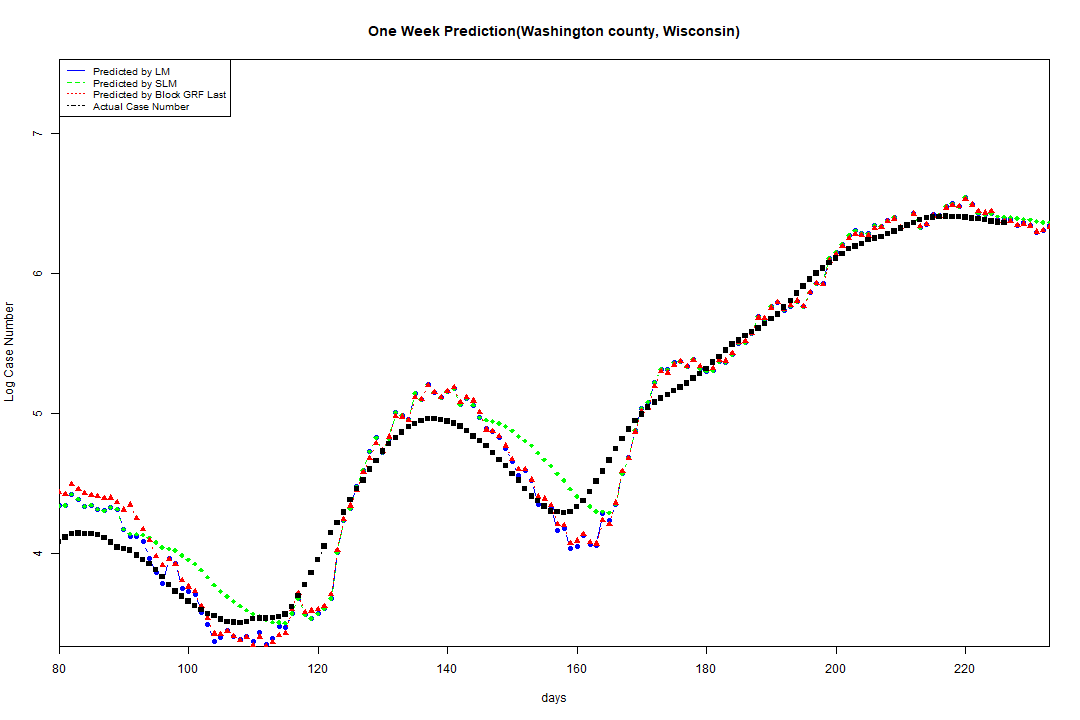 One Week Prediction(Washington county, Wisconsin)
Predicted by LM
Predicted by SLM
Predicted by Block GRF Last
Actual Case Number
7
6
5
4
Log Case Number
80 100 120 140 160 180 200 220
days